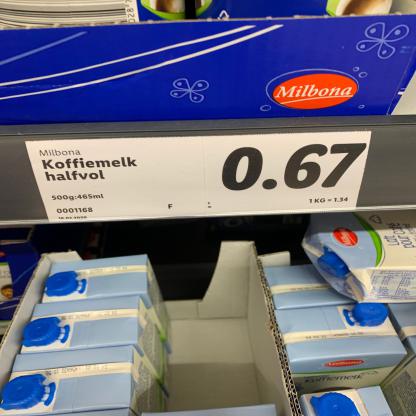 Milbona
Milbona
Koffiemelk
halfvol
0.67
500g:465ml
1 KG = 1.34
0001168
F
Milbona
Koffiemelk